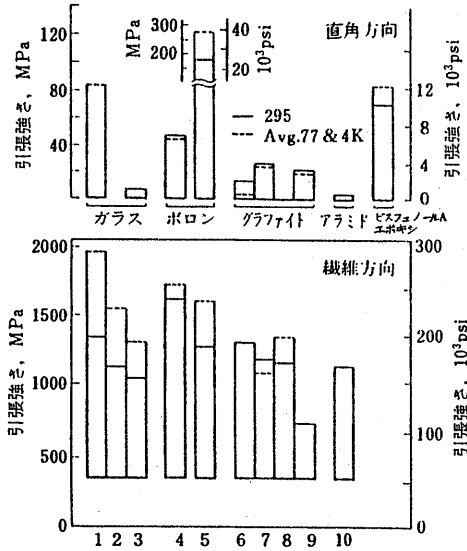 300
200
MPa
40
20
10³psi
直角方向
引張強さ, MPa
120
80
40
295
Avg.77 & 4K
12
8
4
0
引張強さ, 10³psi
ガラス
ボロン
グラファイト
アラミド
ビスフェノールA
エポキシ
繊維方向
引張強さ, MPa
2000
1500
1000
500
0
300
200
100
0
引張強さ, 10³psi
1 2 3 4 5 6 7 8 9 10